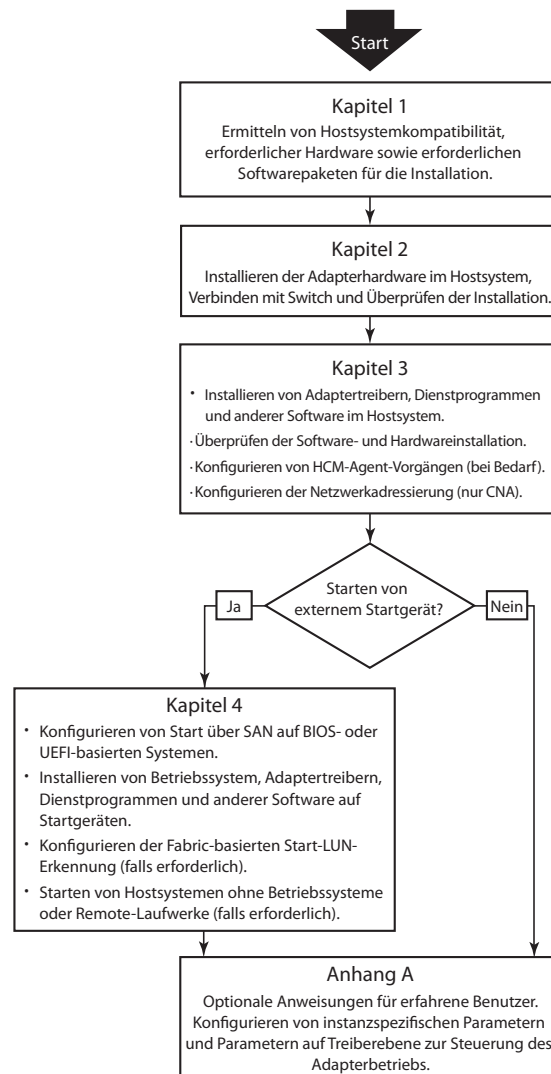 Start
Kapitel 1
Ermitteln von Hostsystemkompatibilität,
erforderlicher Hardware sowie erforderlichen
Softwarepaketen für die Installation.
Kapitel 2
Installieren der Adapterhardware im Hostsystem,
Verbinden mit Switch und Überprüfen der Installation.
Kapitel 3
• Installieren von Adaptertreibern, Dienstprogrammen
und anderer Software im Hostsystem.
· Überprüfen der Software- und Hardwareinstallation.
· Konfigurieren von HCM-Agent-Vorgängen (bei Bedarf).
· Konfigurieren der Netzwerkadressierung (nur CNA).
Starten von
externem Startgerät?
Ja
Nein
Kapitel 4
• Konfigurieren von Start über SAN auf BIOS- oder
UEFI-basierten Systemen.
• Installieren von Betriebssystem, Adaptertreibern,
Dienstprogrammen und anderer Software auf
Startgeräten.
• Konfigurieren der Fabric-basierten Start-LUN-
Erkennung (falls erforderlich).
• Starten von Hostsystemen ohne Betriebssysteme
oder Remote-Laufwerke (falls erforderlich).
Anhang A
Optionale Anweisungen für erfahrene Benutzer.
Konfigurieren von instanzspezifischen Parametern
und Parametern auf Treiberebene zur Steuerung des
Adapterbetriebs.